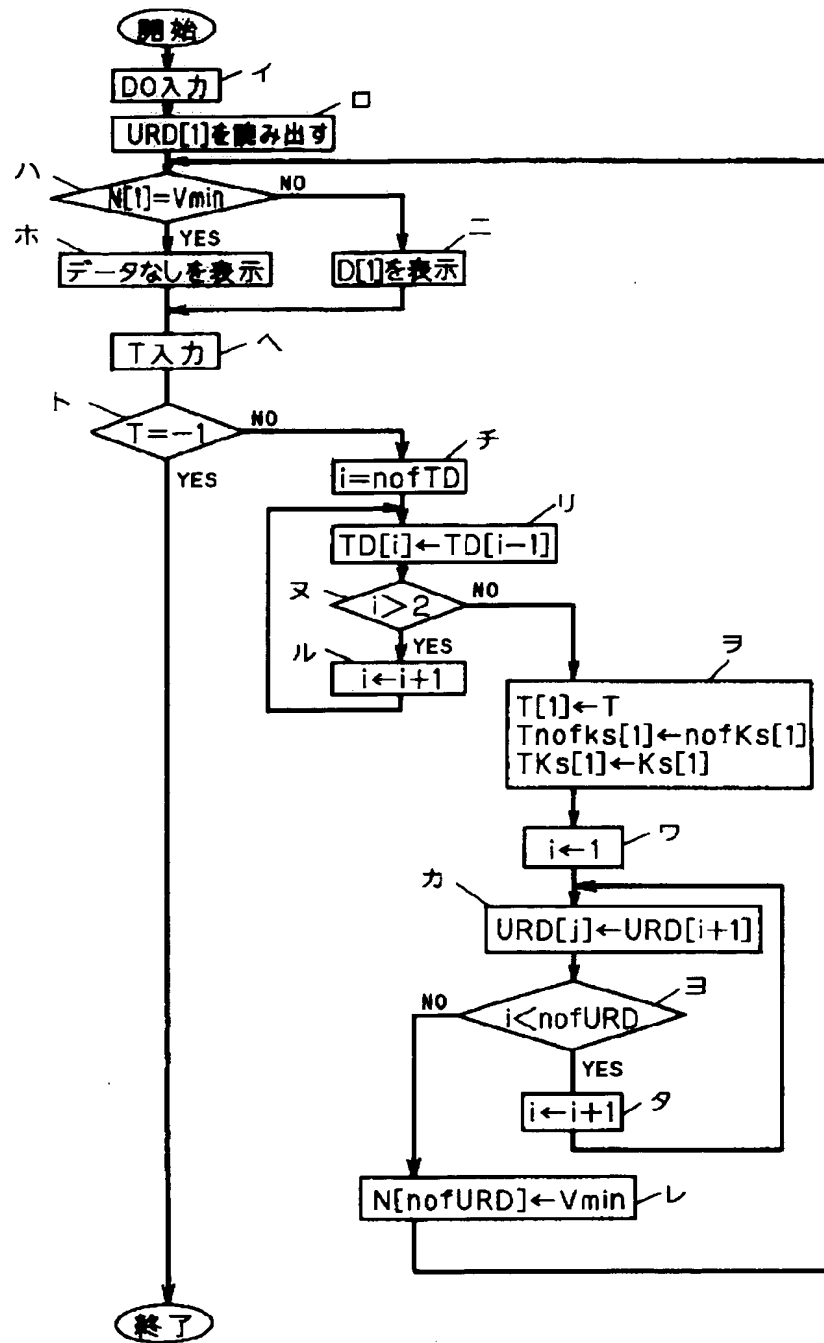 開始
イ
DO入力
ロ
URD[1]を読み出す
ハ
N[1]=Vmin
NO
YES
ホ
データなしを表示
ニ
D[1]を表示
T入力
ヘ
ト
T=-1
NO
YES
チ
i=nofTD
リ
TD[i]←TD[i-1]
ヌ
i>2
NO
YES
ル
i←i+1
ヲ
T[1]←T
Tnofks[1]←nofKs[1]
TKs[1]←Ks[1]
ワ
i←1
カ
URD[j]←URD[i+1]
ヨ
i<nofURD
NO
YES
タ
i←i+1
N[nofURD]←Vmin
レ
終了